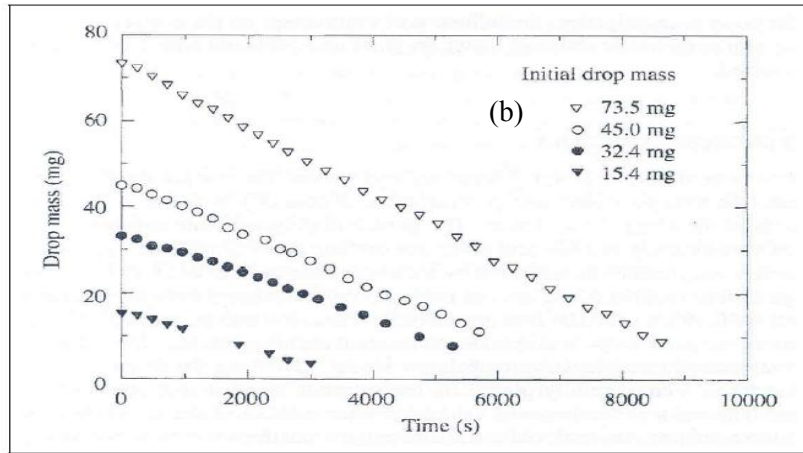 80
60
40
20
0
Drop mass (mg)
Initial drop mass
(b)
▽ 73.5 mg
○ 45.0 mg
● 32.4 mg
▼ 15.4 mg
0 2000 4000 6000 8000 10000
Time (s)